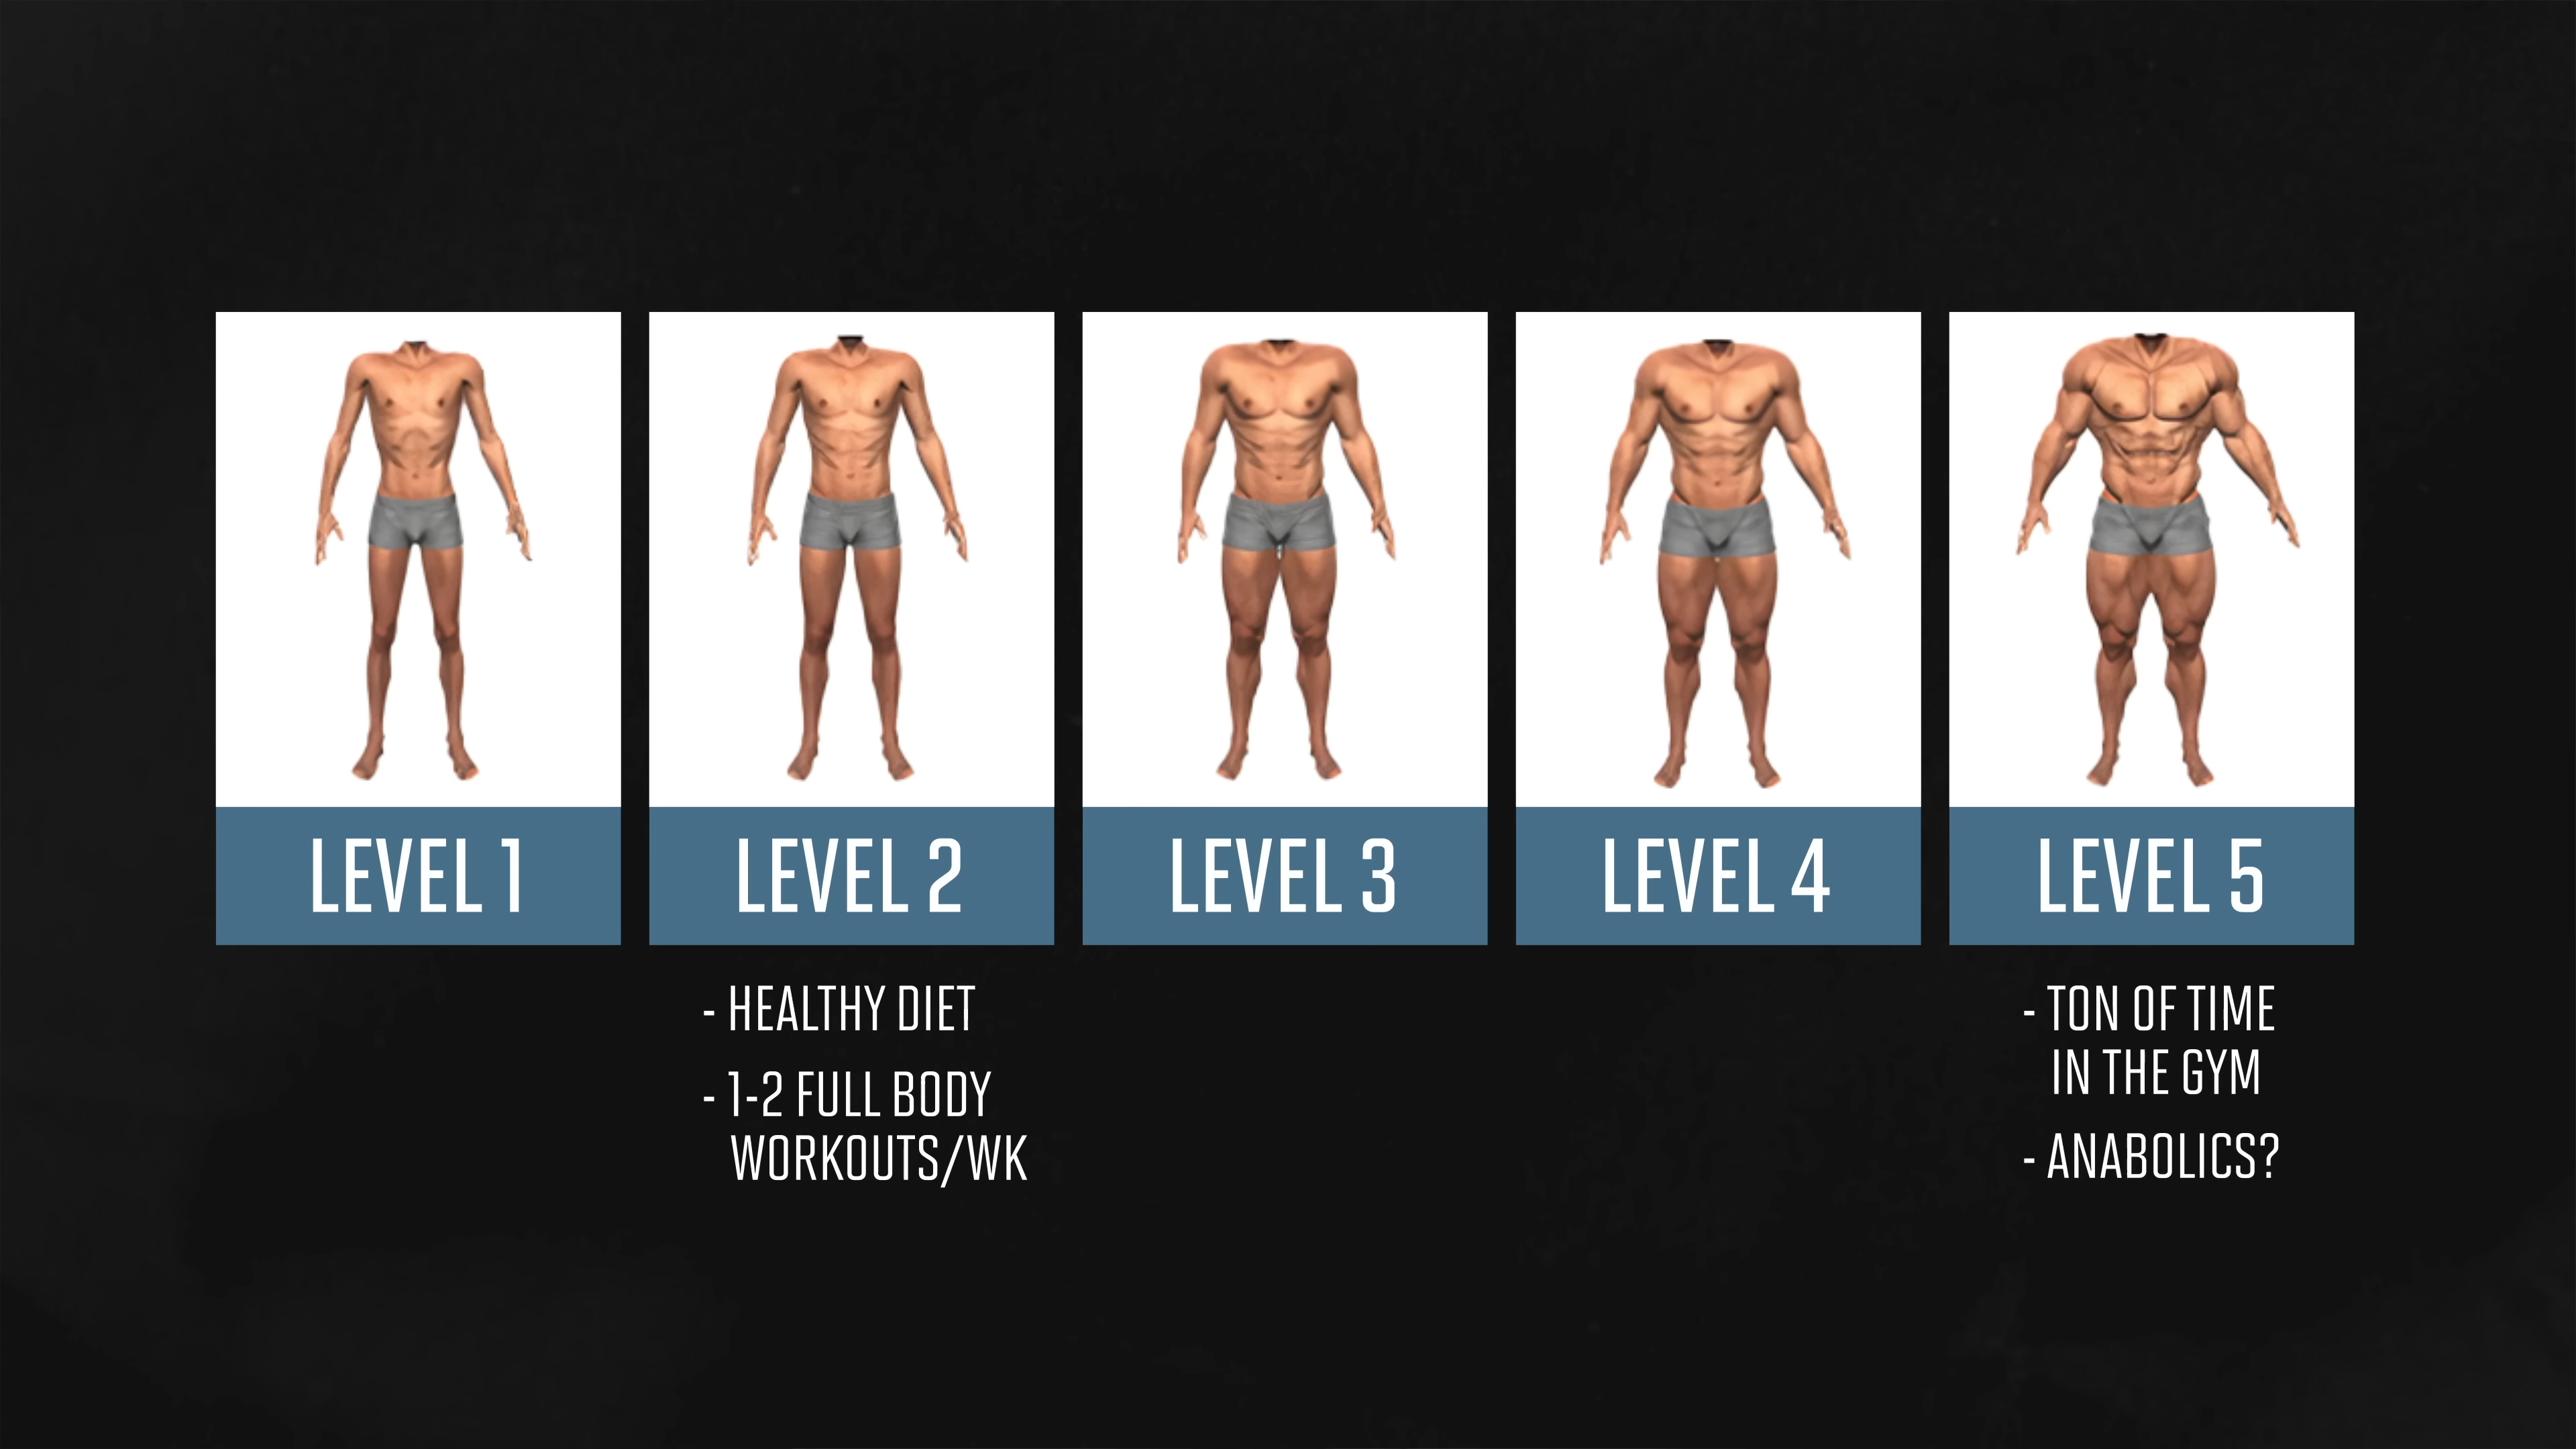 LEVEL 1
LEVEL 2
LEVEL 3
LEVEL 4
LEVEL 5
- HEALTHY DIET
- 1-2 FULL BODY
WORKOUTS/WK
- TON OF TIME
IN THE GYM
- ANABOLICS?